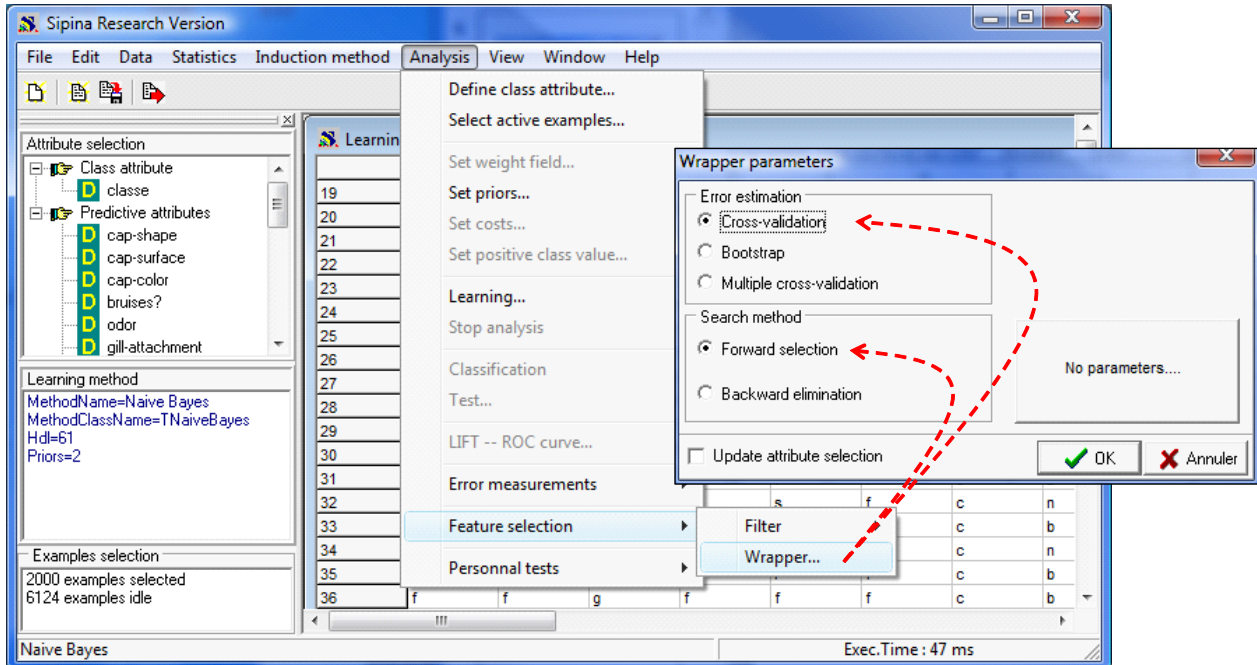 Sipina Research Version
File Edit Data Statistics Induction method Analysis View Window Help
Attribute selection
Class attribute
D classe
Predictive attributes
D cap-shape
D cap-surface
D cap-color
D bruises?
D odor
D gill-attachment
Learning method
MethodName=Naive Bayes
MethodClassName=TNaiveBayes
Hdl=61
Priors=2
Examples selection
2000 examples selected
6124 examples idle
Learnin
19
20
21
22
23
24
25
26
27
28
29
30
31
32 s f c n
33 c b
34 c n
35 c b
36 f f g f f f c b
Define class attribute...
Select active examples...
Set weight field...
Set priors...
Set costs...
Set positive class value...
Learning...
Stop analysis
Classification
Test...
LIFT -- ROC curve...
Error measurements
Feature selection
Personnal tests
Filter
Wrapper...
Wrapper parameters
Error estimation
Cross-validation
Bootstrap
Multiple cross-validation
Search method
Forward selection
Backward elimination
No parameters....
Update attribute selection
OK
Annuler
Naive Bayes
Exec.Time : 47 ms